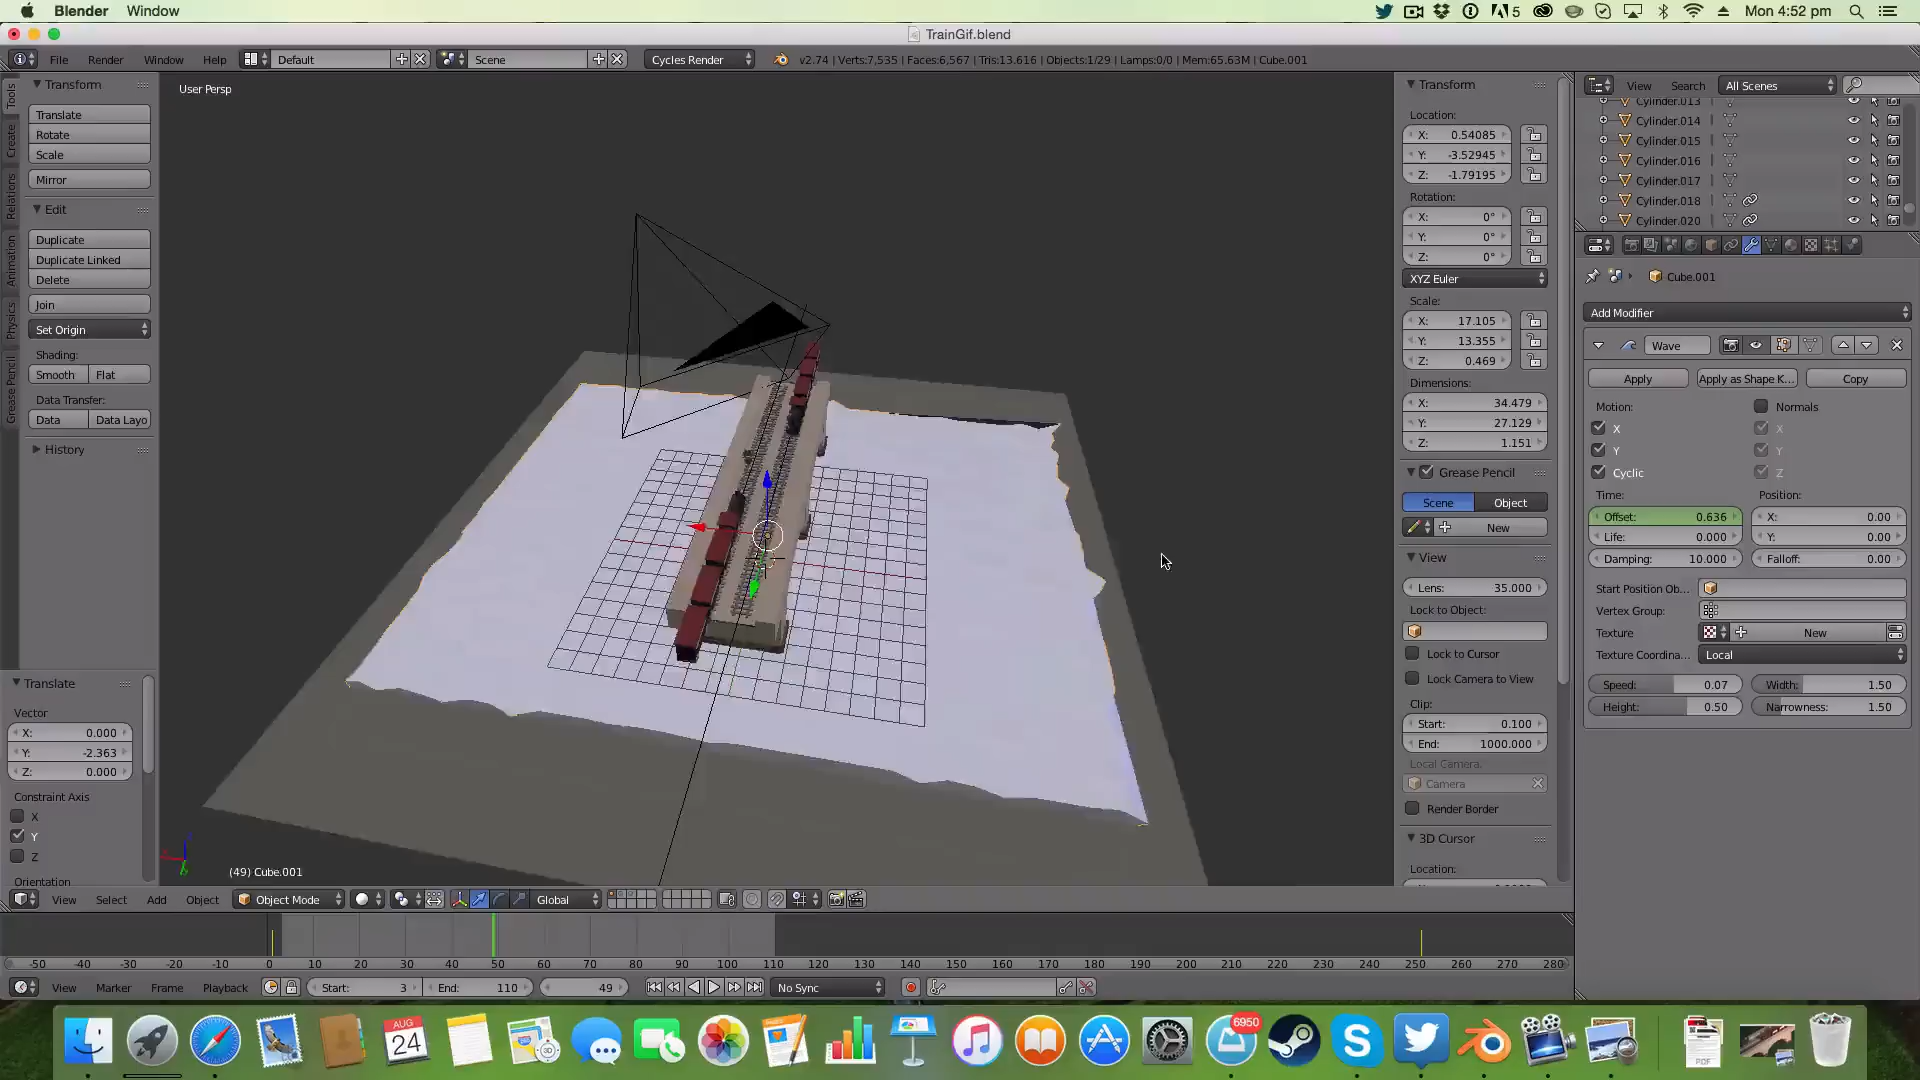 Blender Window
5 Mon 4:52 pm
TrainGif.blend
File Render Window Help Default Scene Cycles Render v2.74 | Verts:7,535 | Faces:6,567 | Tris:13,616 | Objects:1/29 | Lamps:0/0 | Mem:65.63M | Cube.001
Tools
Create
Relations
Animation
Physics
Grease Pencil
Transform
Translate
Rotate
Scale
Mirror
Edit
Duplicate
Duplicate Linked
Delete
Join
Set Origin
Shading:
Smooth Flat
Data Transfer:
Data Data Layo
History
Translate
Vector
X: 0.000
Y: -2.363
Z: 0.000
Constraint Axis
X
Y
Z
Orientation
User Persp
(49) Cube.001
Transform
Location:
X: 0.54085
Y: -3.52945
Z: -1.79195
Rotation:
X: 0°
Y: 0°
Z: 0°
XYZ Euler
Scale:
X: 17.105
Y: 13.355
Z: 0.469
Dimensions:
X: 34.479
Y: 27.129
Z: 1.151
Grease Pencil
Scene Object
New
View
Lens: 35.000
Lock to Object:
Lock to Cursor
Lock Camera to View
Clip:
Start: 0.100
End: 1000.000
Local Camera:
Camera
Render Border
3D Cursor
Location:
View Search All Scenes
Cylinder.013
Cylinder.014
Cylinder.015
Cylinder.016
Cylinder.017
Cylinder.018
Cylinder.020
Cube.001
Add Modifier
Wave
Apply Apply as Shape K... Copy
Motion: Normals
X X
Y Y
Cyclic Z
Time: Position:
Offset: 0.636 X: 0.00
Life: 0.000 Y: 0.00
Damping: 10.000 Falloff: 0.00
Start Position Ob...
Vertex Group:
Texture New
Texture Coordina... Local
Speed: 0.07 Width: 1.50
Height: 0.50 Narrowness: 1.50
View Select Add Object Object Mode Global
-50 -40 -30 -20 -10 0 10 20 30 40 50 60 70 80 90 100 110 120 130 140 150 160 170 180 190 200 210 220 230 240 250 260 270 280
View Marker Frame Playback Start: 3 End: 110 49 No Sync
AUG
24
3D
6950
PDF